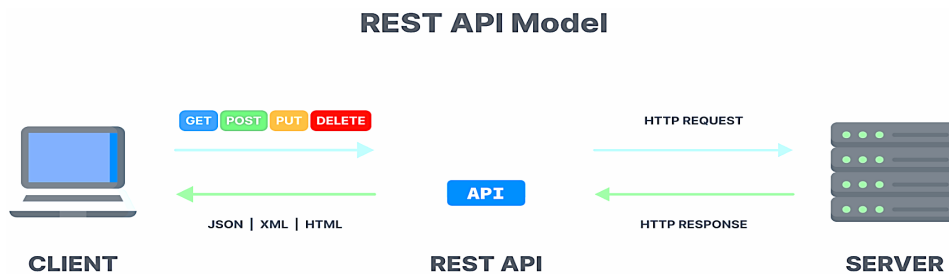 REST API Model
GET POST PUT DELETE
HTTP REQUEST
API
JSON | XML | HTML
HTTP RESPONSE
CLIENT
REST API
SERVER